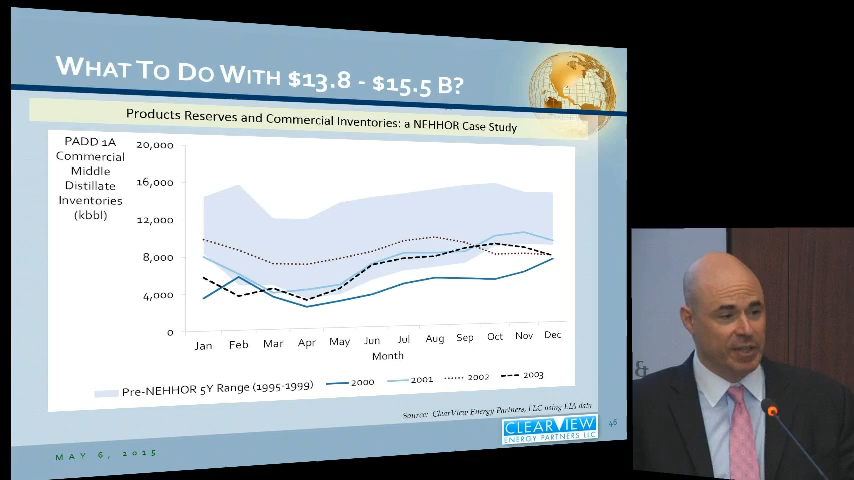 WHAT TO DO WITH $13.8 - $15.5 B?
Products Reserves and Commercial Inventories: a NEHHOR Case Study
PADD 1A
Commercial
Middle
Distillate
Inventories
(kbbl)
20,000
16,000
12,000
8,000
4,000
0
Jan Feb Mar Apr May Jun Jul Aug Sep Oct Nov Dec
Month
Pre-NEHHOR 5Y Range (1995-1999) 2000 2001 2002 2003
Source: ClearView Energy Partners, LLC using EIA data
CLEARVIEW
ENERGY PARTNERS LLC
46
MAY 6, 2015
&